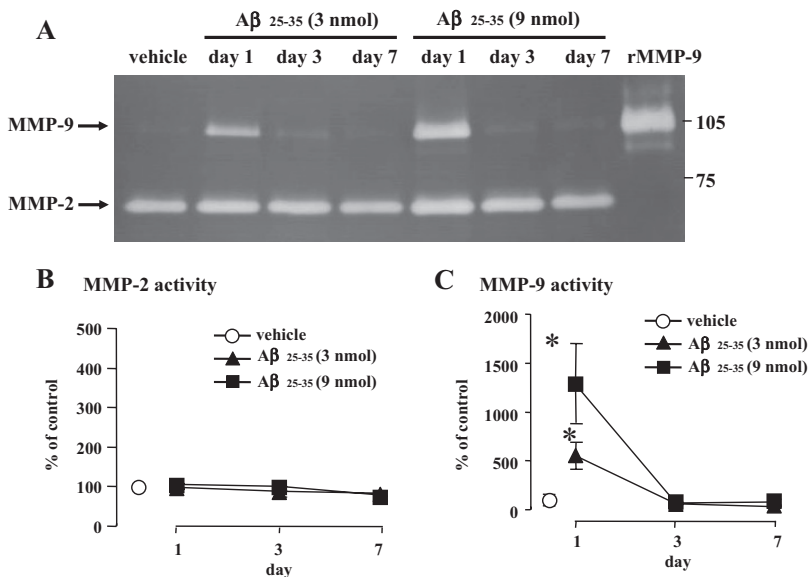 A
Aβ 25-35 (3 nmol) Aβ 25-35 (9 nmol)
vehicle day 1 day 3 day 7 day 1 day 3 day 7 rMMP-9
MMP-9
105
75
MMP-2
B MMP-2 activity
500
400
300
200
100
0
% of control
vehicle
Aβ 25-35 (3 nmol)
Aβ 25-35 (9 nmol)
1 3 7
day
C MMP-9 activity
2000
1500
1000
500
0
% of control
vehicle
Aβ 25-35 (3 nmol)
Aβ 25-35 (9 nmol)
*
*
1 3 7
day